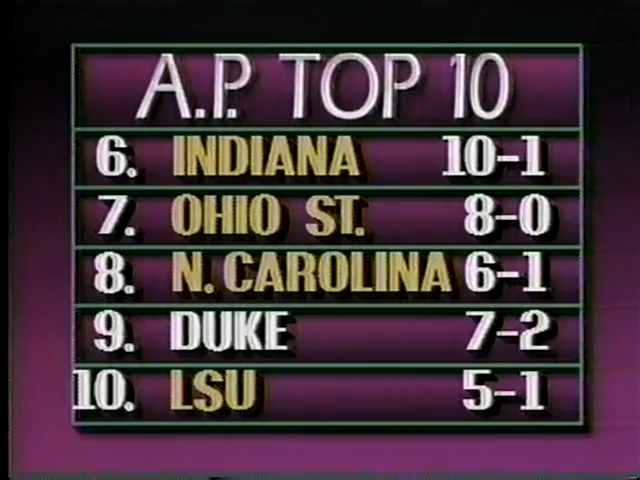 A.P. TOP 10
6. INDIANA 10-1
7. OHIO ST. 8-0
8. N. CAROLINA 6-1
9. DUKE 7-2
10. LSU 5-1